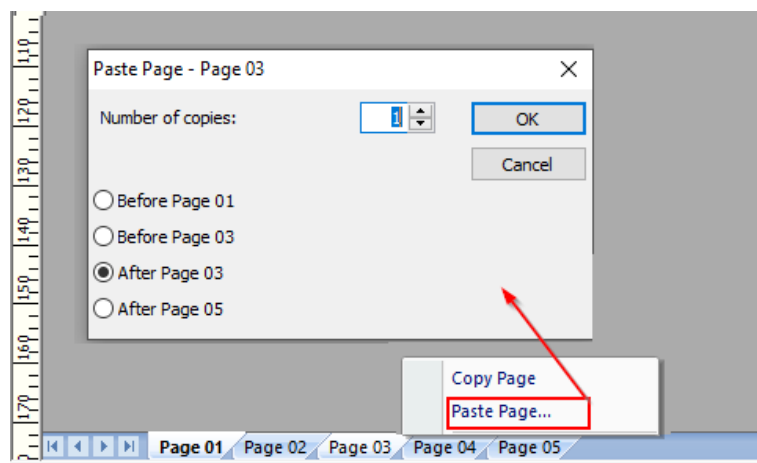 110
120
130
140
150
160
170
Paste Page - Page 03
Number of copies:
1
OK
Cancel
Before Page 01
Before Page 03
After Page 03
After Page 05
Copy Page
Paste Page...
Page 01 Page 02 Page 03 Page 04 Page 05